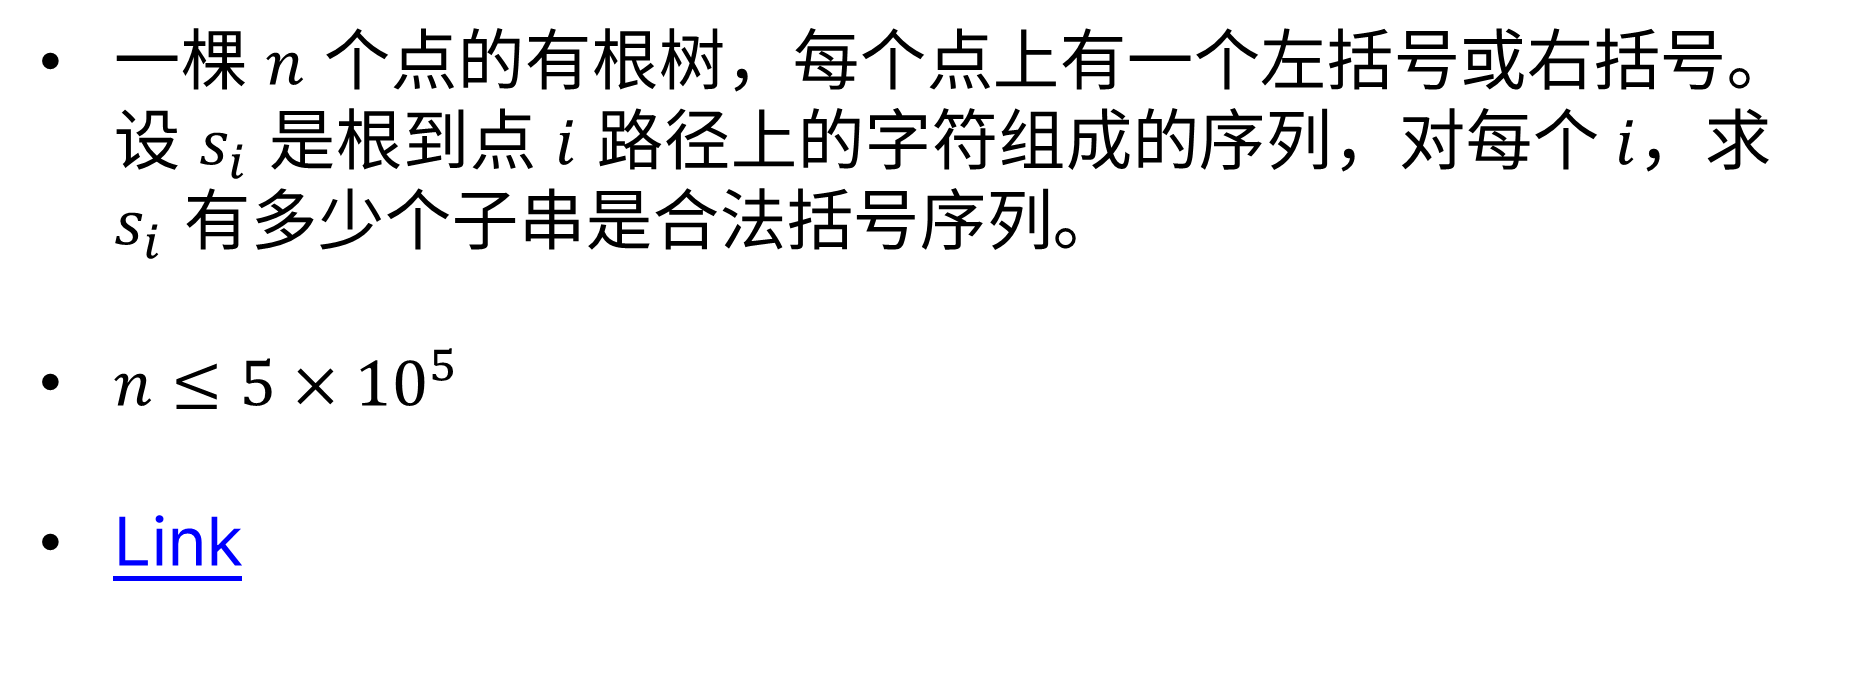 • 一棵 n 个点的有根树，每个点上有一个左括号或右括号。
设 s_i 是根到点 i 路径上的字符组成的序列，对每个 i，求
s_i 有多少个子串是合法括号序列。
• n ≤ 5 × 10^5
• Link